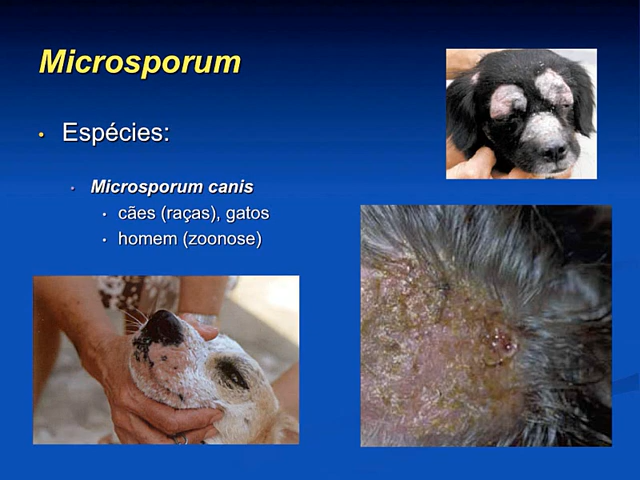 Microsporum
• Espécies:
• Microsporum canis
• cães (raças), gatos
• homem (zoonose)